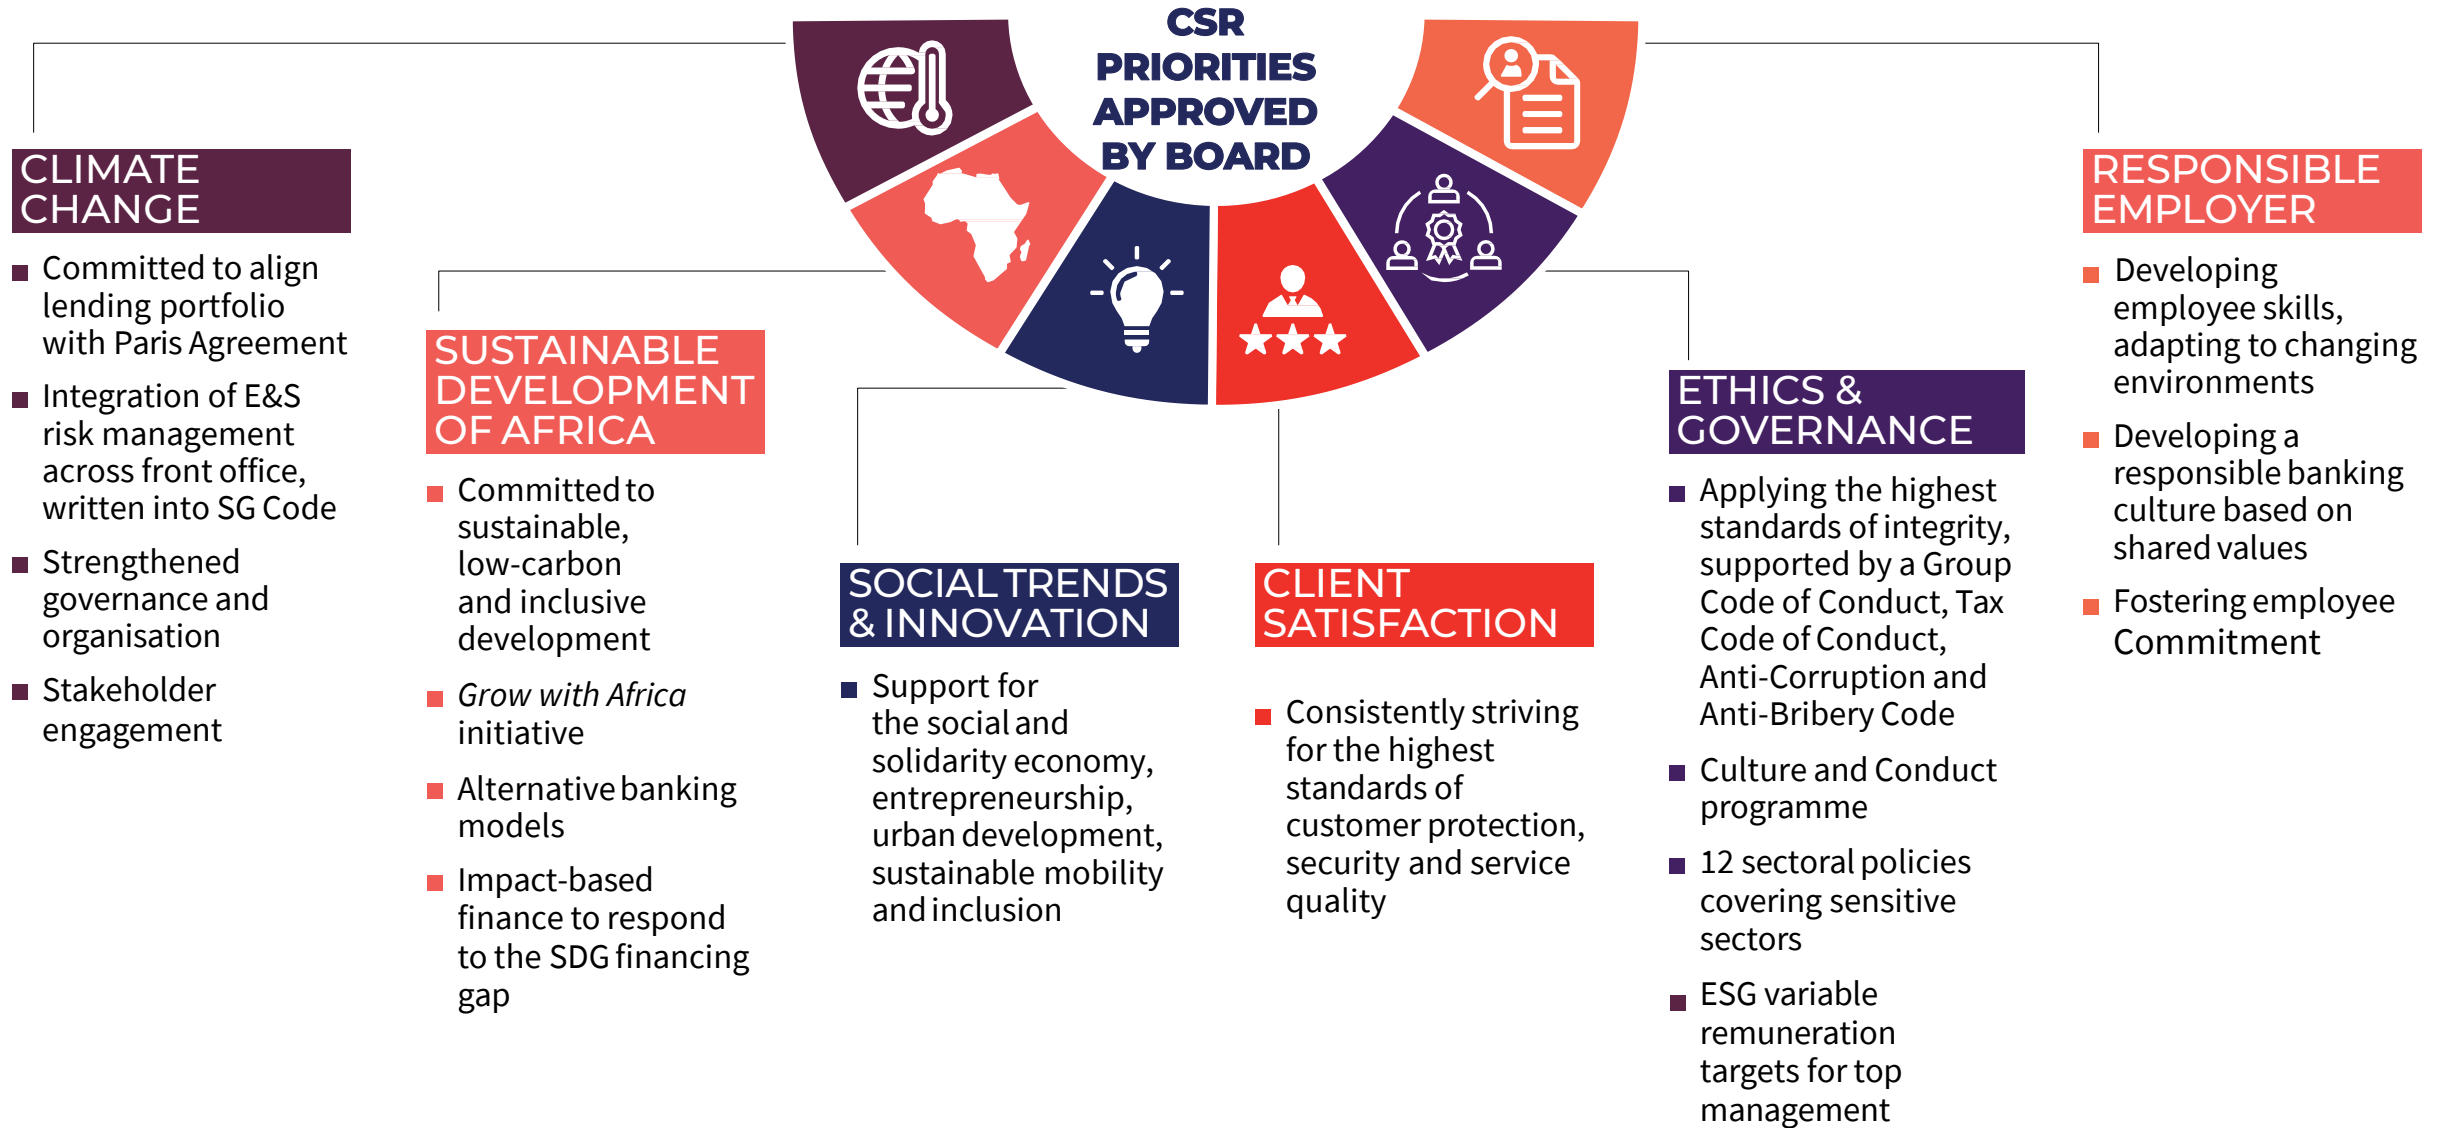 CSR
PRIORITIES
APPROVED
BY BOARD
CLIMATE
CHANGE
Committed to align
lending portfolio
with Paris Agreement
Integration of E&S
risk management
across front office,
written into SG Code
Strengthened
governance and
organisation
Stakeholder
engagement
SUSTAINABLE
DEVELOPMENT
OF AFRICA
Committed to
sustainable,
low-carbon
and inclusive
development
Grow with Africa
initiative
Alternative banking
models
Impact-based
finance to respond
to the SDG financing
gap
SOCIAL TRENDS
& INNOVATION
Support for
the social and
solidarity economy,
entrepreneurship,
urban development,
sustainable mobility
and inclusion
CLIENT
SATISFACTION
Consistently striving
for the highest
standards of
customer protection,
security and service
quality
ETHICS &
GOVERNANCE
Applying the highest
standards of integrity,
supported by a Group
Code of Conduct, Tax
Code of Conduct,
Anti-Corruption and
Anti-Bribery Code
Culture and Conduct
programme
12 sectoral policies
covering sensitive
sectors
ESG variable
remuneration
targets for top
management
RESPONSIBLE
EMPLOYER
Developing
employee skills,
adapting to changing
environments
Developing a
responsible banking
culture based on
shared values
Fostering employee
Commitment